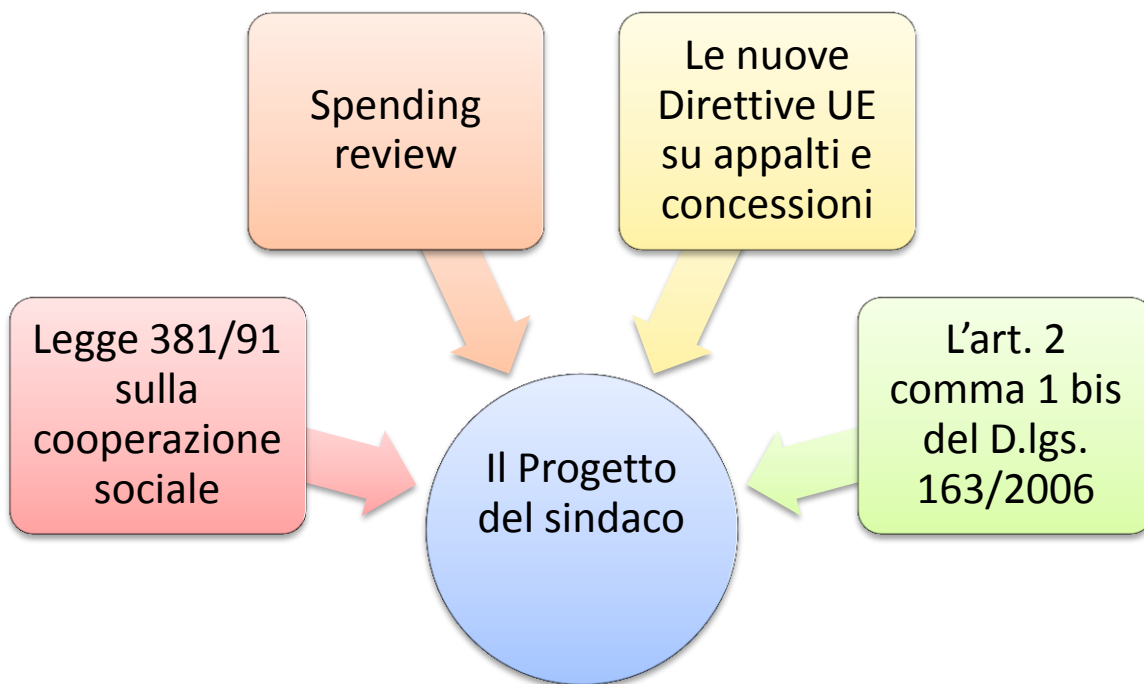 Spending
review
Le nuove
Direttive UE
su appalti e
concessioni
Legge 381/91
sulla
cooperazione
sociale
L’art. 2
comma 1 bis
del D.lgs.
163/2006
Il Progetto
del sindaco